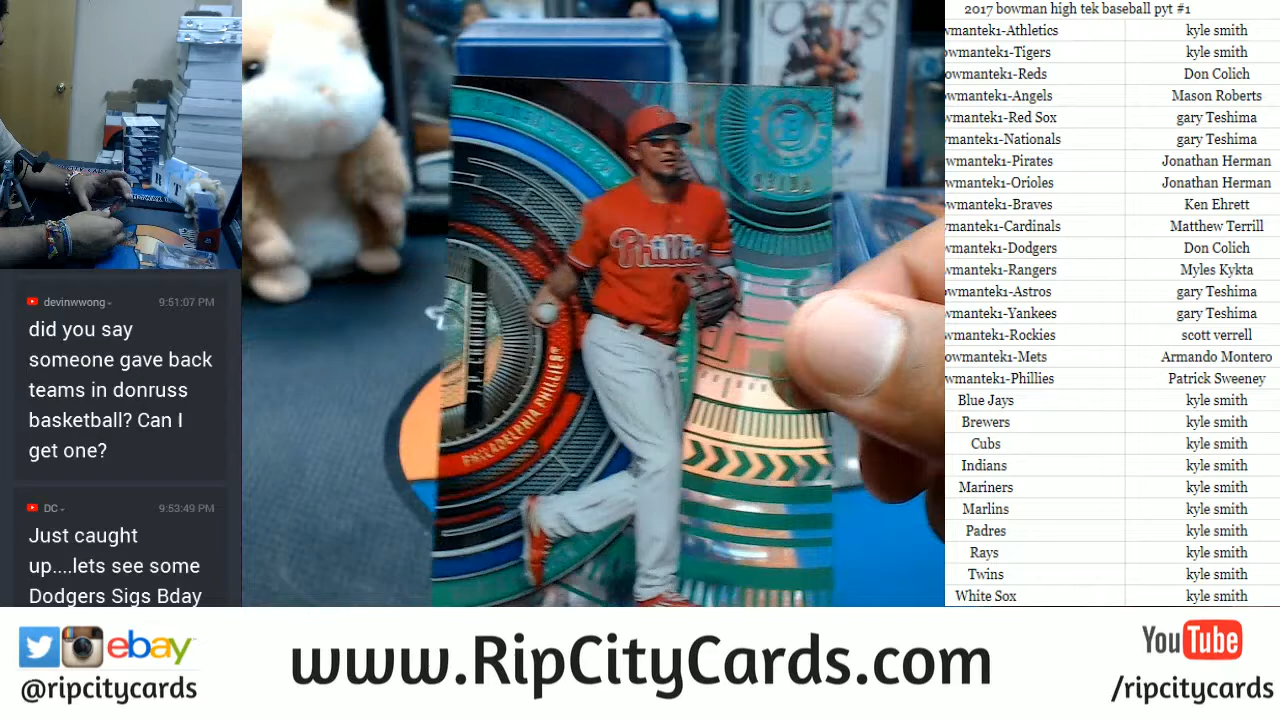 devinwwong
9:51:07 PM
did you say
someone gave back
teams in donruss
basketball? Can I
get one?
DC
9:53:49 PM
Just caught
up....lets see some
Dodgers Sigs Bday
Phillies
PHILADELPHIA PHILLIES
2017 bowman high tek baseball pyt #1
wmantek1-Athletics kyle smith
wmantek1-Tigers kyle smith
owmantek1-Reds Don Colich
wmantek1-Angels Mason Roberts
wmantek1-Red Sox gary Teshima
wmantek1-Nationals gary Teshima
wmantek1-Pirates Jonathan Herman
wmantek1-Orioles Jonathan Herman
wmantek1-Braves Ken Ehrett
wmantek1-Cardinals Matthew Terrill
wmantek1-Dodgers Don Colich
wmantek1-Rangers Myles Kykta
wmantek1-Astros gary Teshima
wmantek1-Yankees gary Teshima
wmantek1-Rockies scott verrell
owmantek1-Mets Armando Montero
wmantek1-Phillies Patrick Sweeney
Blue Jays kyle smith
Brewers kyle smith
Cubs kyle smith
Indians kyle smith
Mariners kyle smith
Marlins kyle smith
Padres kyle smith
Rays kyle smith
Twins kyle smith
White Sox kyle smith
ebay
@ripcitycards
www.RipCityCards.com
YouTube
/ripcitycards